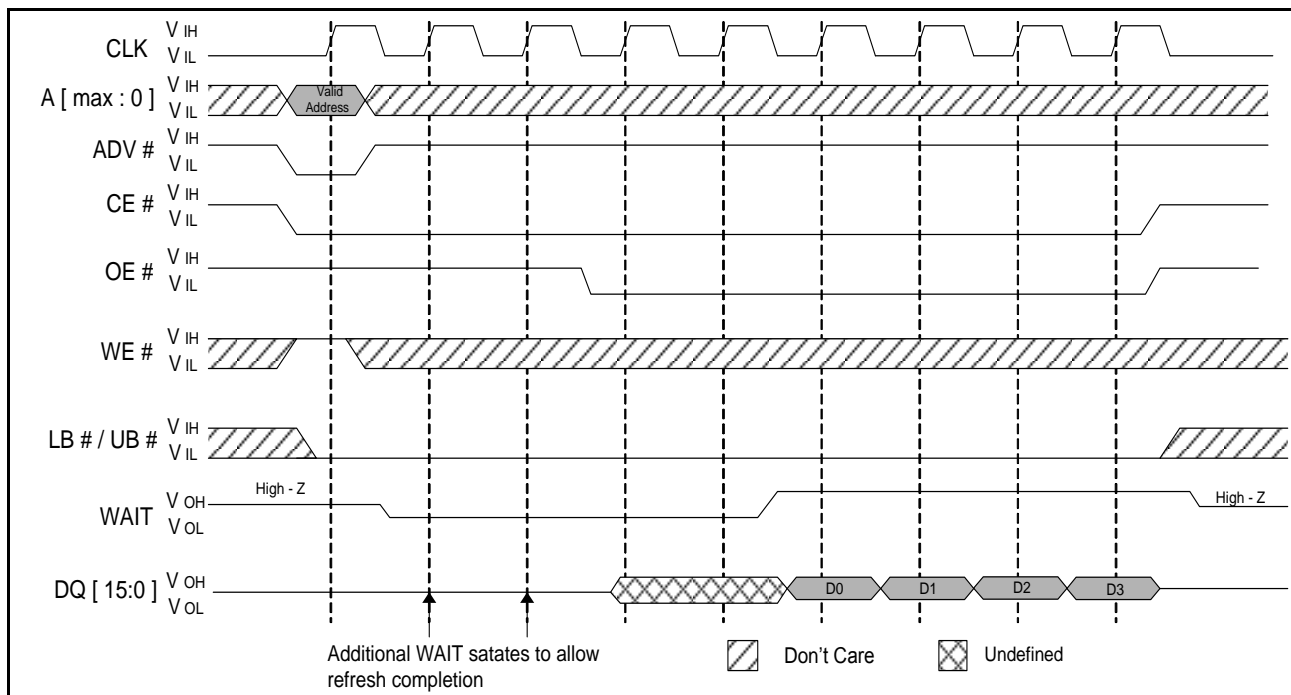 CLK V IH
V IL
A [ max : 0 ] V IH
V IL
Valid
Address
ADV # V IH
V IL
CE # V IH
V IL
OE # V IH
V IL
WE # V IH
V IL
LB # / UB # V IH
V IL
WAIT V OH
V OL
High - Z
High - Z
DQ [ 15:0 ] V OH
V OL
D0 D1 D2 D3
Additional WAIT satates to allow
refresh completion
Don't Care
Undefined